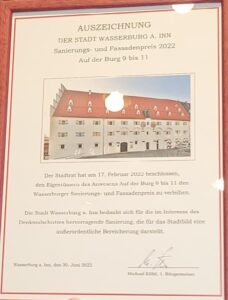 AUSZEICHNUNG
DER STADT WASSERBURG A. INN
Sanierungs- und Fassadenpreis 2022
Auf der Burg 9 bis 11
Der Stadtrat hat am 17. Februar 2022 beschlossen,
den Eigentümern des Anwesens Auf der Burg 9 bis 11 den
Wasserburger Sanierungs- und Fassadenpreis zu
verleihen.
Die Stadt Wasserburg a. Inn bedankt sich für die im Interesse des
Denkmalschutzes hervorragende Sanierung, die für das Stadtbild eine
außerordentliche Bereicherung darstellt.
Wasserburg a. Inn, den 30. Juni 2022
Michael Kölbl, 1. Bürgermeister